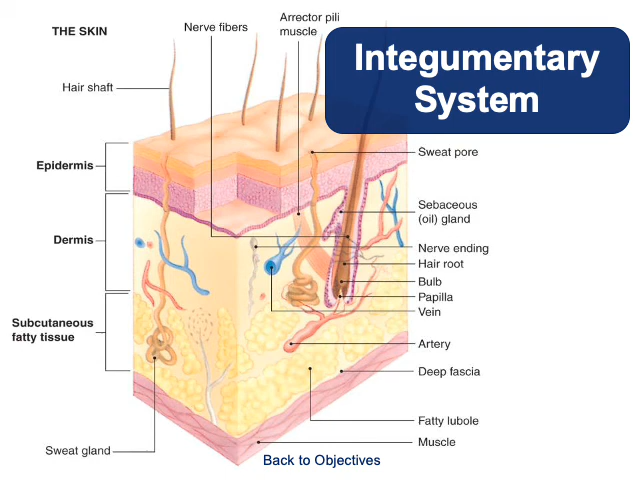 THE SKIN
Nerve fibers
Arrector pili
muscle
Integumentary
System
Hair shaft
Sweat pore
Epidermis
Sebaceous
(oil) gland
Dermis
Nerve ending
Hair root
Bulb
Papilla
Vein
Subcutaneous
fatty tissue
Artery
Deep fascia
Fatty lubole
Muscle
Sweat gland
Back to Objectives